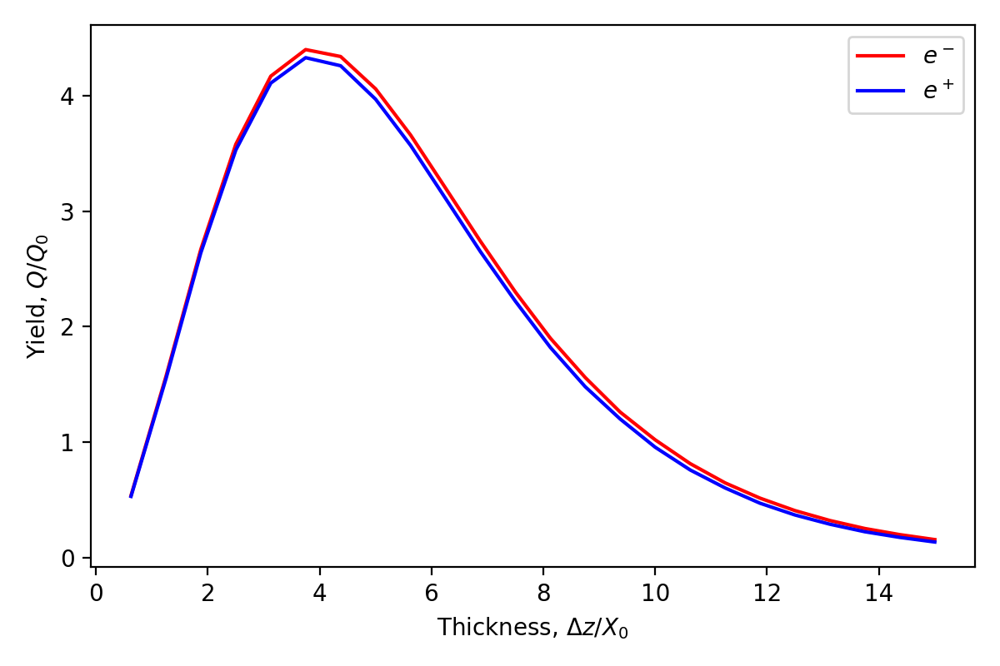 e⁻
e⁺
4
3
2
1
0
Yield, Q/Q₀
0 2 4 6 8 10 12 14
Thickness, Δz/X₀